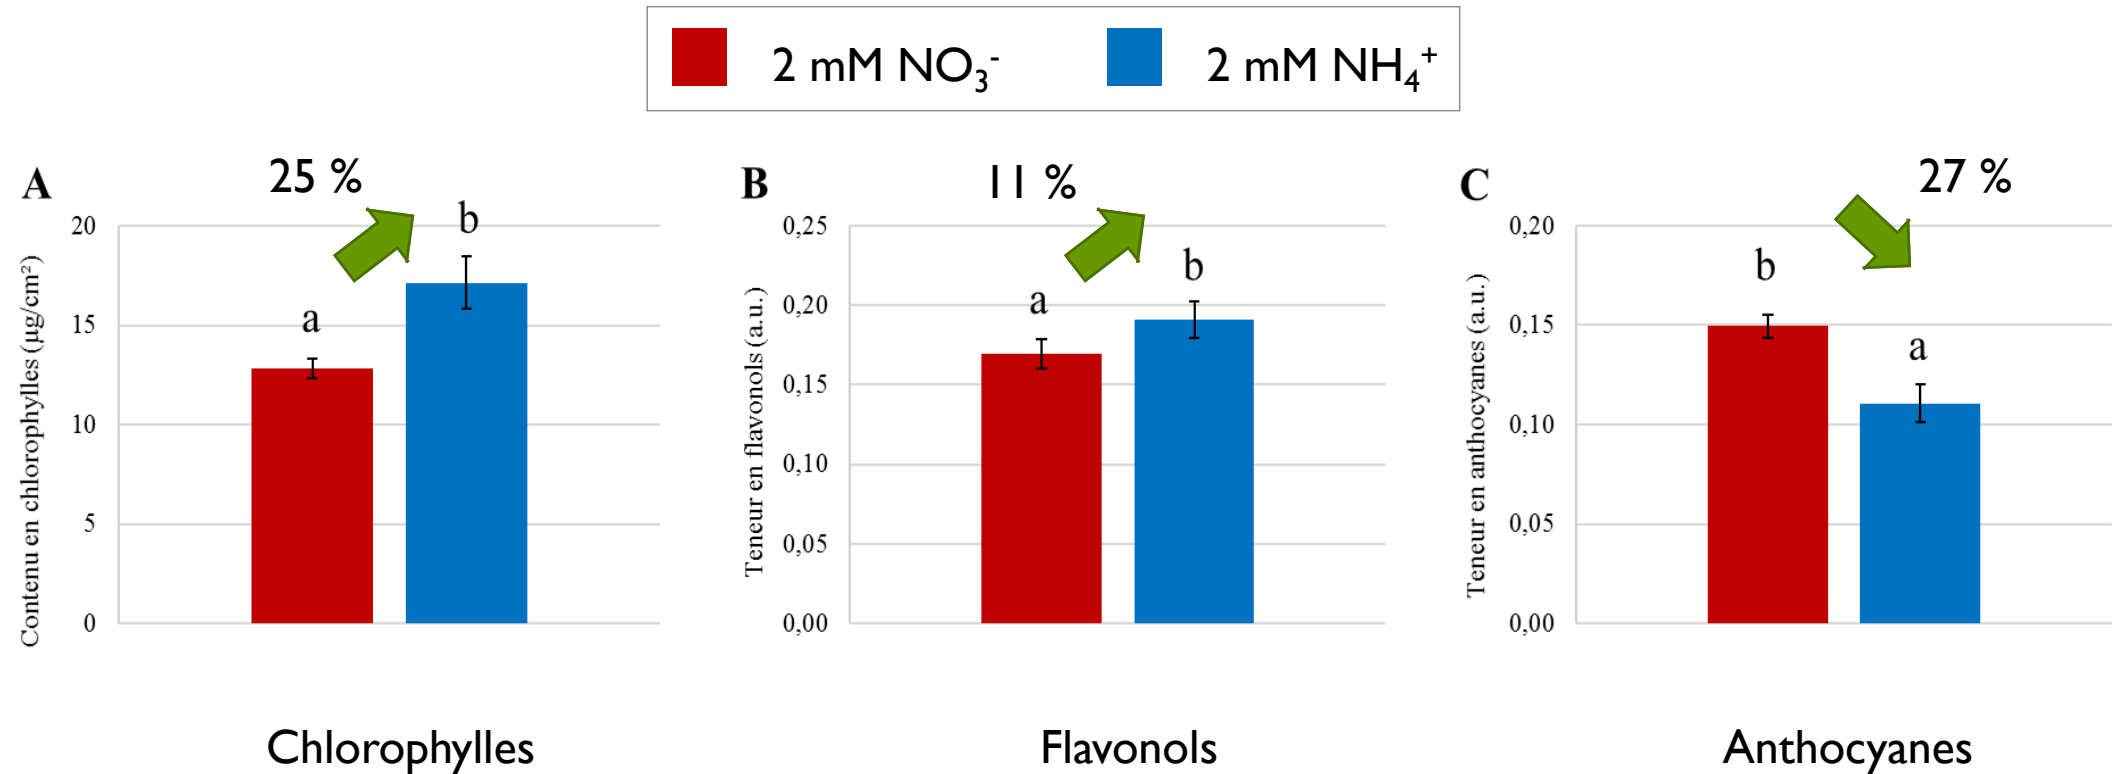 2 mM NO₃⁻ 2 mM NH₄⁺
A
25 %
b
a
20
15
10
5
0
Contenu en chlorophylles (µg/cm²)
Chlorophylles
B
11 %
b
a
0,25
0,20
0,15
0,10
0,05
0,00
Teneur en flavonols (a.u.)
Flavonols
C
27 %
b
a
0,20
0,15
0,10
0,05
0,00
Teneur en anthocyanes (a.u.)
Anthocyanes